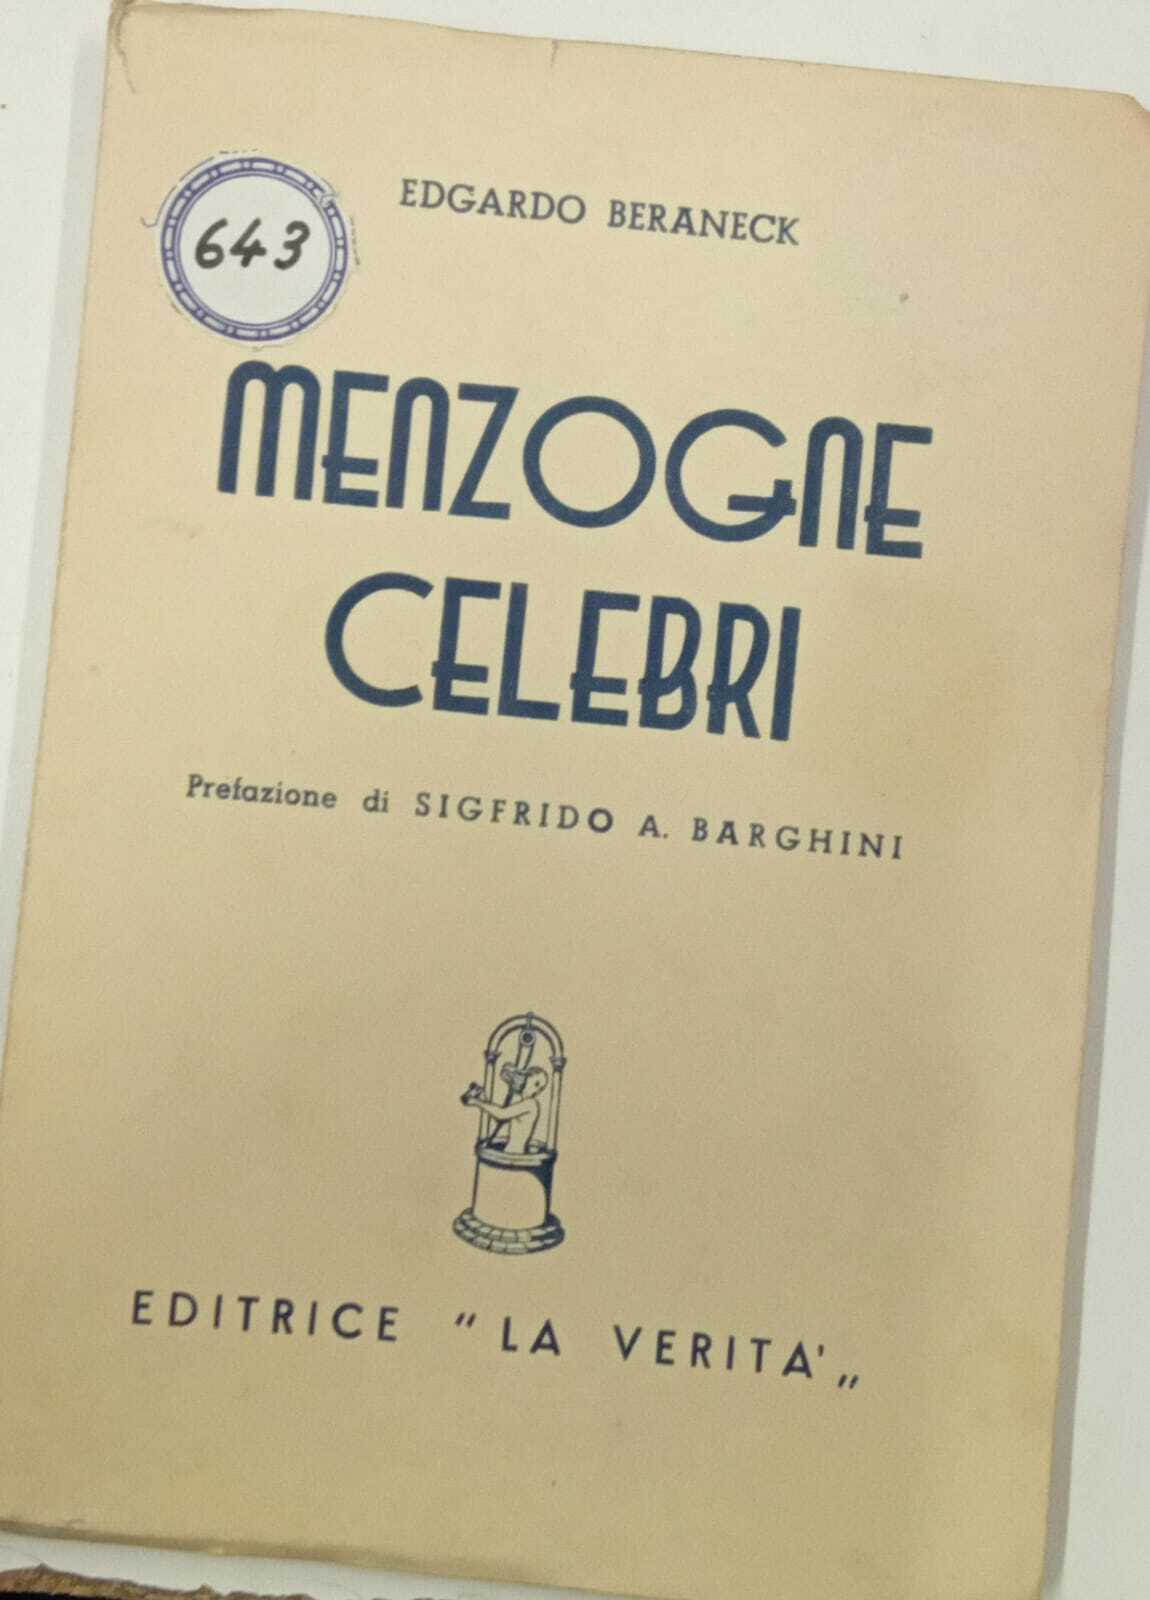 EDGARDO BERANECK
643
MENZOGNE
CELEBRI
Prefazione di SIGFRIDO A. BARGHINI
EDITRICE "LA VERITA'„